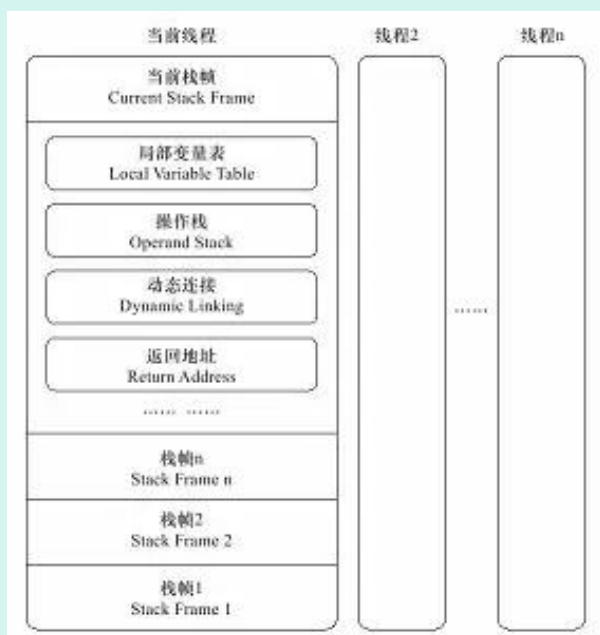 当前线程
线程2
线程n
当前栈帧
Current Stack Frame
局部变量表
Local Variable Table
操作栈
Operand Stack
动态连接
Dynamic Linking
返回地址
Return Address
…… ……
……
栈帧n
Stack Frame n
栈帧2
Stack Frame 2
栈帧1
Stack Frame 1